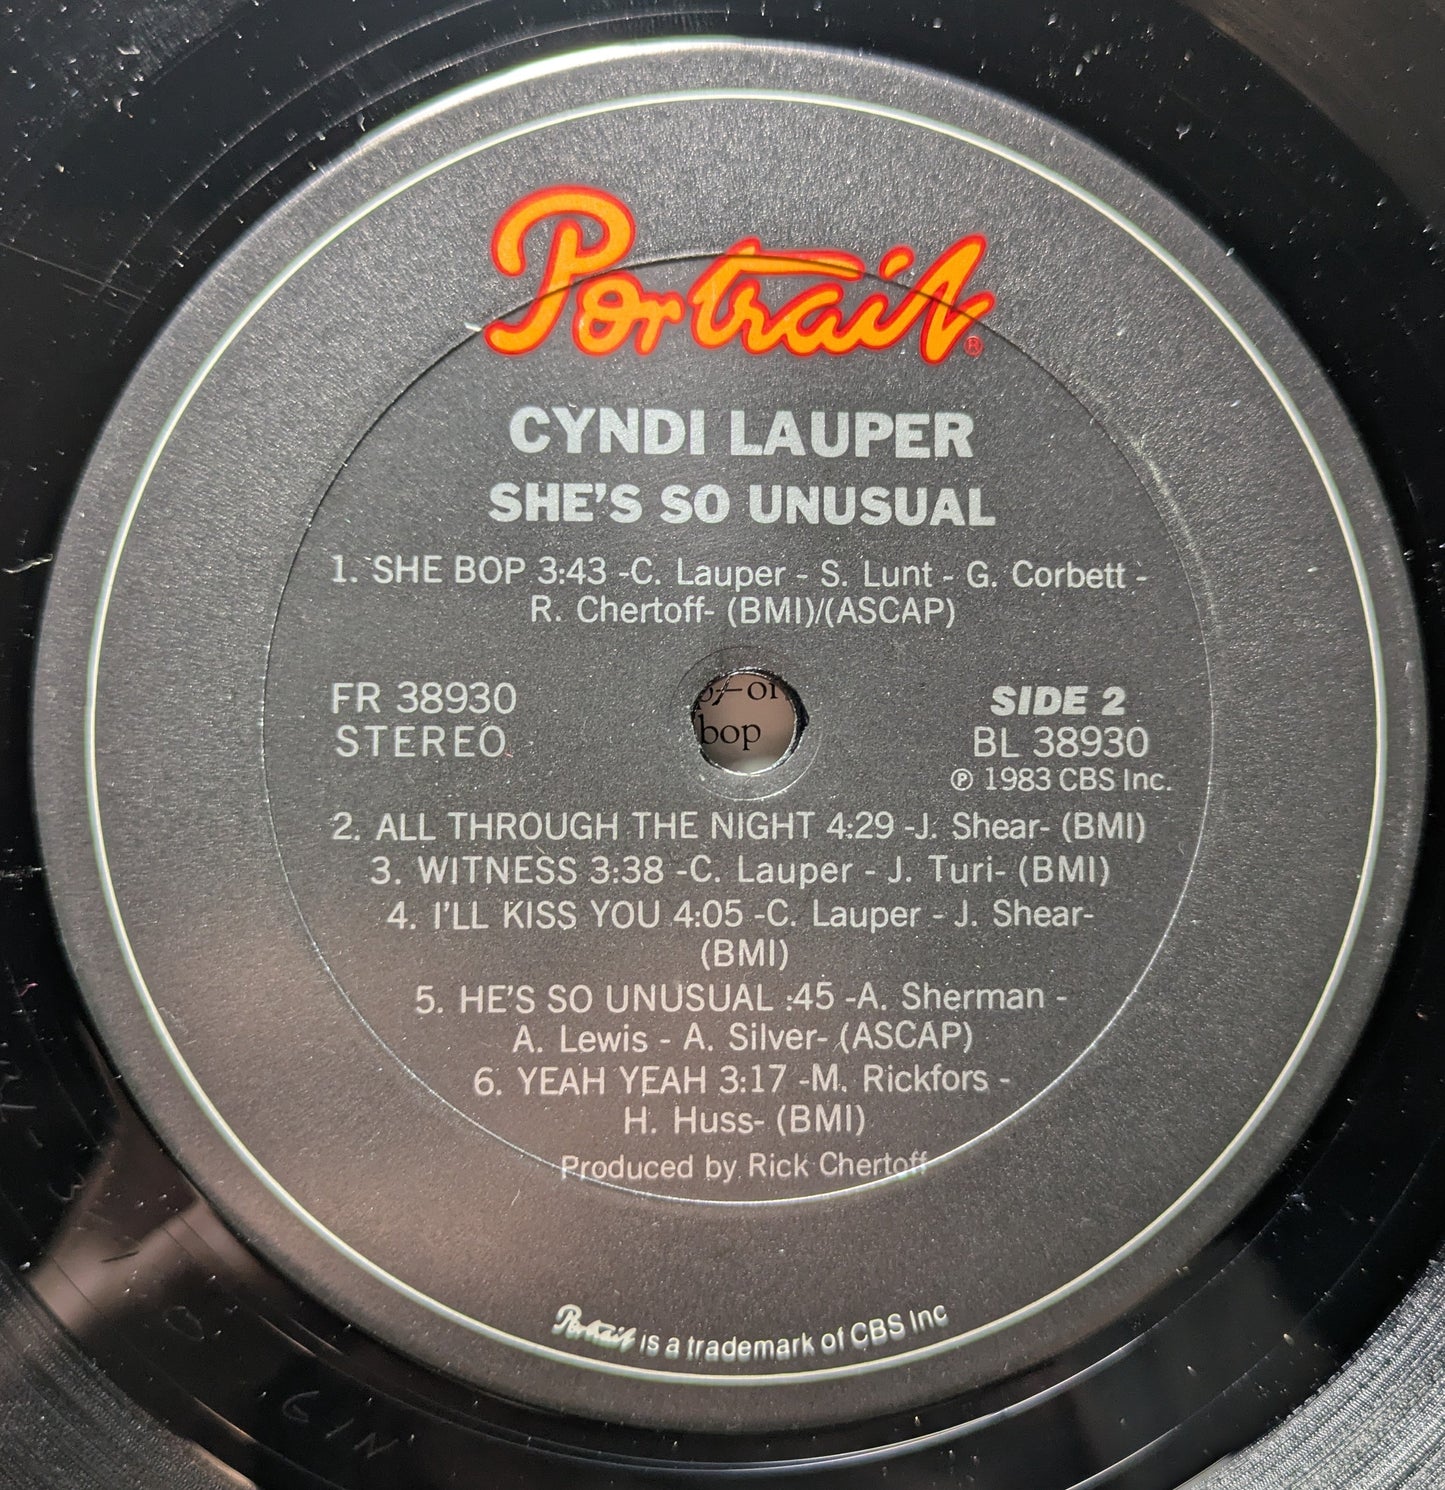 Portrait®
CYNDI LAUPER
SHE'S SO UNUSUAL
1. SHE BOP 3:43 -C. Lauper - S. Lunt - G. Corbett -
R. Chertoff- (BMI)/(ASCAP)
FR 38930
STEREO
bop
SIDE 2
BL 38930
℗ 1983 CBS Inc.
2. ALL THROUGH THE NIGHT 4:29 -J. Shear- (BMI)
3. WITNESS 3:38 -C. Lauper - J. Turi- (BMI)
4. I'LL KISS YOU 4:05 -C. Lauper - J. Shear-
(BMI)
5. HE'S SO UNUSUAL :45 -A. Sherman -
A. Lewis - A. Silver- (ASCAP)
6. YEAH YEAH 3:17 -M. Rickfors -
H. Huss- (BMI)
Produced by Rick Chertoff
Portrait is a trademark of CBS Inc